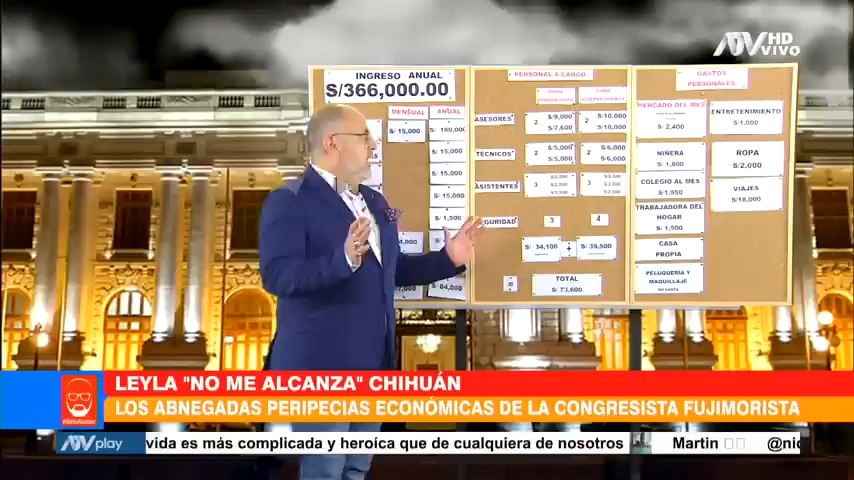 ATV HD
VIVO
INGRESO ANUAL
S/366,000.00
MENSUAL
ANUAL
S/ 15,000
S/ 180,000
S/ 15,000
S/ 15,000
S/ 15,000
S/ 1,500
S/ 84,000
PERSONAL A CARGO
ASESORES
2
S/9,000
S/7,600
2
S/10,000
S/10,000
TECNICOS
2
S/5,000
S/5,000
2
S/6,000
S/6,000
ASISTENTES
3
3
SEGURIDAD
3
4
S/ 34,100
+
S/ 39,500
=
TOTAL
S/ 73,600
GASTOS
PERSONALES
MERCADO DEL MES
S/ 2,400
NIÑERA
S/ 1,800
COLEGIO AL MES
S/ 1,950
TRABAJADORA DEL
HOGAR
S/ 1,500
CASA
PROPIA
PELUQUERIA Y
MAQUILLAJE
ENTRETENIMIENTO
S/1,000
ROPA
S/ 2,000
VIAJES
S/18,000
LEYLA "NO ME ALCANZA" CHIHUÁN
LOS ABNEGADAS PERIPECIAS ECONÓMICAS DE LA CONGRESISTA FUJIMORISTA
ATV play
vida es más complicada y heroíca que de cualquiera de nosotros
Martin
@nic